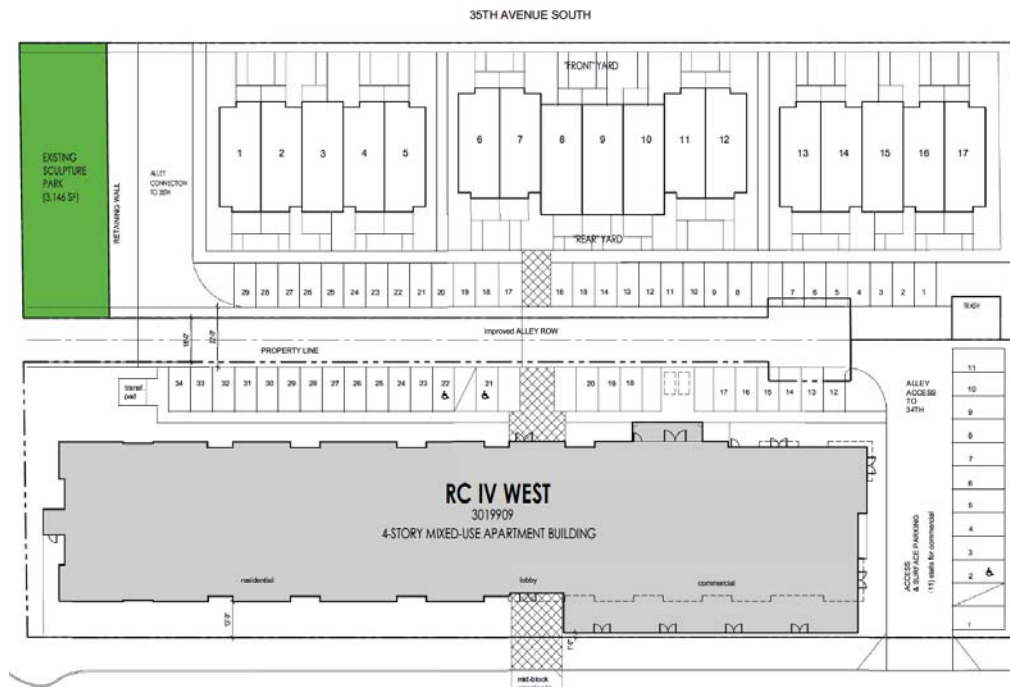 35TH AVENUE SOUTH
EXISTING
SCULPTURE
PARK
(3,146 SF)
RETAINING WALL
ALLEY
CONNECTION
TO 35TH
"FRONT" YARD
1 2 3 4 5
6 7 8 9 10 11 12
13 14 15 16 17
"REAR" YARD
29 28 27 26 25 24 23 22 21 20 19 18 17
16 15 14 13 12 11 10 9 8
7 6 5 4 3 2 1
TRASH
22'-0"
improved ALLEY ROW
PROPERTY LINE
transf.
pad
34 33 32 31 30 29 28 27 26 25 24 23 22 21
20 19 18
17 16 15 14 13 12
ALLEY
ACCESS
TO
34TH
11
10
9
8
7
6
5
4
3
2
1
ACCESS
& SURFACE PARKING
(11) stalls for commercial
RC IV WEST
3019909
4-STORY MIXED-USE APARTMENT BUILDING
residential
lobby
commercial
mid-block